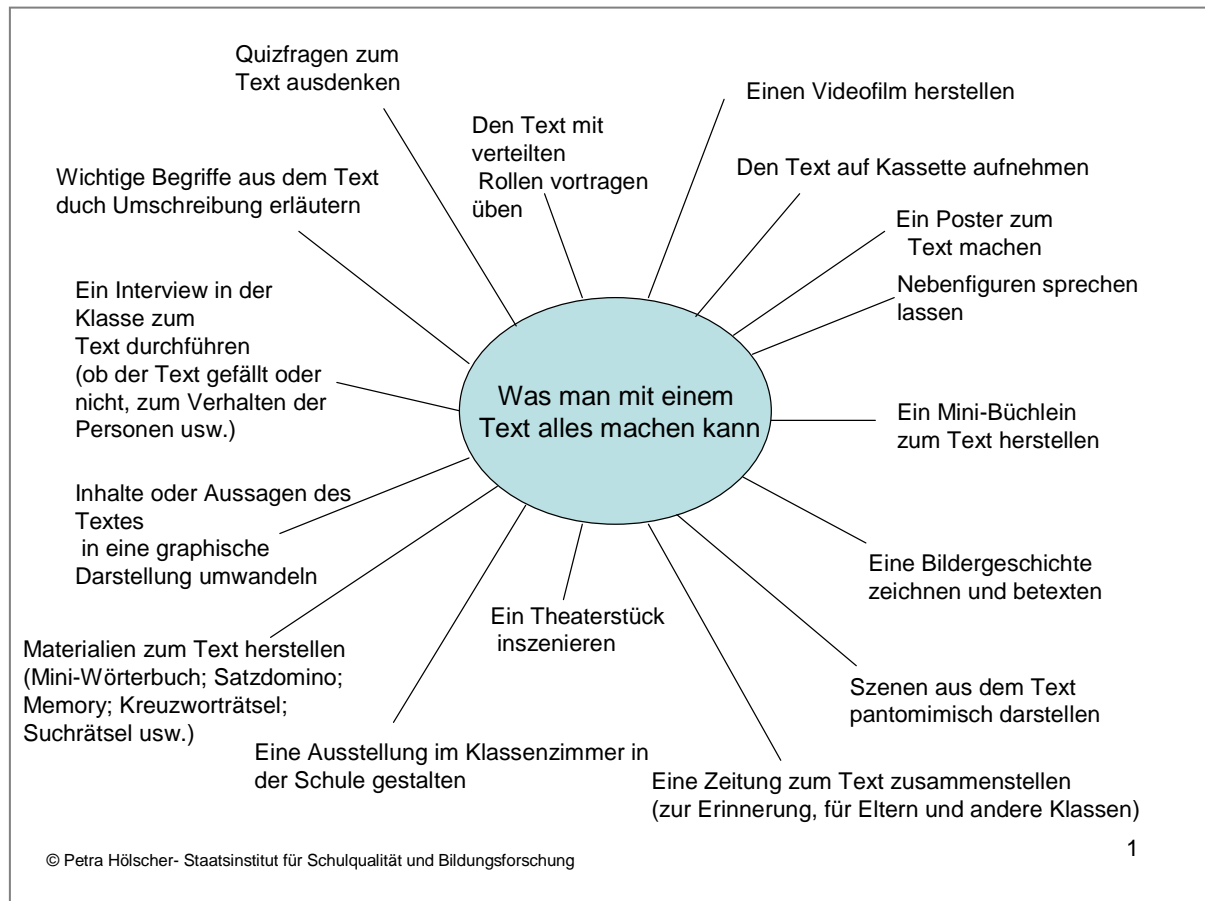 Quizfragen zum
Text ausdenken
Den Text mit
verteilten
Rollen vortragen
üben
Einen Videofilm herstellen
Den Text auf Kassette aufnehmen
Wichtige Begriffe aus dem Text
duch Umschreibung erläutern
Ein Poster zum
Text machen
Nebenfiguren sprechen
lassen
Ein Interview in der
Klasse zum
Text durchführen
(ob der Text gefällt oder
nicht, zum Verhalten der
Personen usw.)
Was man mit einem
Text alles machen kann
Ein Mini-Büchlein
zum Text herstellen
Inhalte oder Aussagen des
Textes
in eine graphische
Darstellung umwandeln
Eine Bildergeschichte
zeichnen und betexten
Ein Theaterstück
inszenieren
Materialien zum Text herstellen
(Mini-Wörterbuch; Satzdomino;
Memory; Kreuzworträtsel;
Suchrätsel usw.)
Szenen aus dem Text
pantomimisch darstellen
Eine Ausstellung im Klassenzimmer in
der Schule gestalten
Eine Zeitung zum Text zusammenstellen
(zur Erinnerung, für Eltern und andere Klassen)
© Petra Hölscher- Staatsinstitut für Schulqualität und Bildungsforschung
1